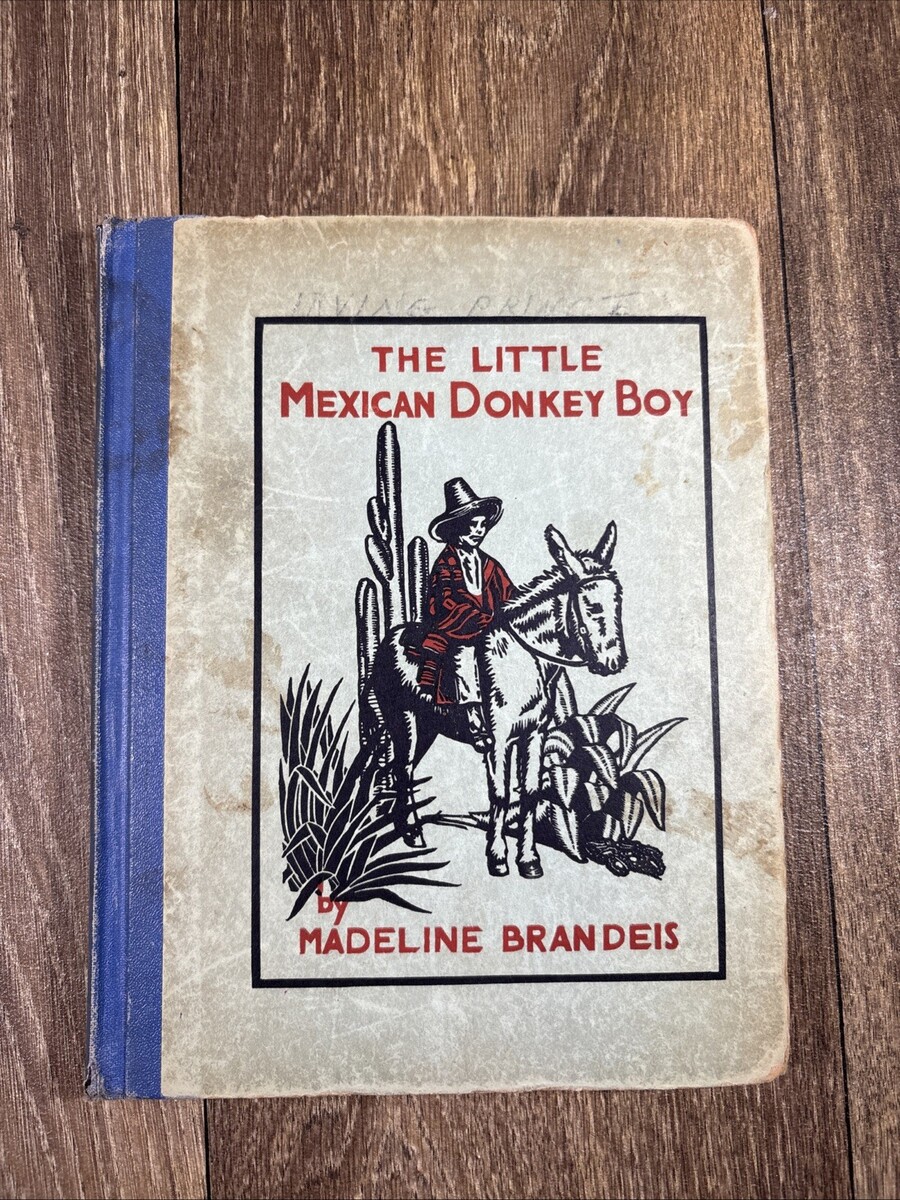 THE LITTLE
MEXICAN DONKEY BOY
by
MADELINE BRANDEIS